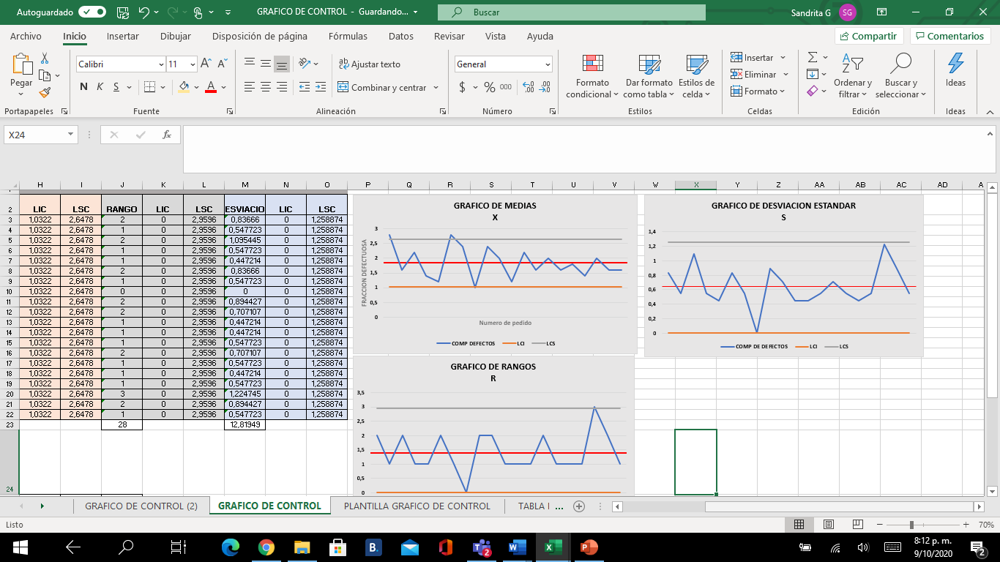 Autoguardado
GRAFICO DE CONTROL - Guardando...
Buscar
Sandrita G
SG
Archivo Inicio Insertar Dibujar Disposición de página Fórmulas Datos Revisar Vista Ayuda
Compartir Comentarios
Pegar
Calibri 11
N K S
Ajustar texto
Combinar y centrar
General
$ % 000
Formato condicional
Dar formato como tabla
Estilos de celda
Insertar
Eliminar
Formato
Ordenar y filtrar
Buscar y seleccionar
Ideas
Portapapeles Fuente Alineación Número Estilos Celdas Edición Ideas
X24 fx
H I J K L M N O P Q R S T U V W X Y Z AA AB AC AD A
2 LIC LSC RANGO LIC LSC ESVIACIO LIC LSC
3 1,0322 2,6478 2 0 2,9596 0,83666 0 1,258874
4 1,0322 2,6478 1 0 2,9596 0,547723 0 1,258874
5 1,0322 2,6478 2 0 2,9596 1,095445 0 1,258874
6 1,0322 2,6478 1 0 2,9596 0,547723 0 1,258874
7 1,0322 2,6478 1 0 2,9596 0,447214 0 1,258874
8 1,0322 2,6478 2 0 2,9596 0,83666 0 1,258874
9 1,0322 2,6478 1 0 2,9596 0,547723 0 1,258874
10 1,0322 2,6478 0 0 2,9596 0 0 1,258874
11 1,0322 2,6478 2 0 2,9596 0,894427 0 1,258874
12 1,0322 2,6478 2 0 2,9596 0,707107 0 1,258874
13 1,0322 2,6478 1 0 2,9596 0,447214 0 1,258874
14 1,0322 2,6478 1 0 2,9596 0,447214 0 1,258874
15 1,0322 2,6478 1 0 2,9596 0,547723 0 1,258874
16 1,0322 2,6478 2 0 2,9596 0,707107 0 1,258874
17 1,0322 2,6478 1 0 2,9596 0,547723 0 1,258874
18 1,0322 2,6478 1 0 2,9596 0,447214 0 1,258874
19 1,0322 2,6478 1 0 2,9596 0,547723 0 1,258874
20 1,0322 2,6478 3 0 2,9596 1,224745 0 1,258874
21 1,0322 2,6478 2 0 2,9596 0,894427 0 1,258874
22 1,0322 2,6478 1 0 2,9596 0,547723 0 1,258874
23 28 12,81949
24
GRAFICO DE MEDIAS
X
FRACCION DEFECTUOSA
3
2,5
2
1,5
1
0,5
0
Numero de pedido
COMP DEFECTOS LCI LCS
GRAFICO DE DESVIACION ESTANDAR
S
1,4
1,2
1
0,8
0,6
0,4
0,2
0
COMP DE DEFECTOS LCI LCS
GRAFICO DE RANGOS
R
3,5
3
2,5
2
1,5
1
0,5
0
GRAFICO DE CONTROL (2) GRAFICO DE CONTROL PLANTILLA GRAFICO DE CONTROL TABLA I ...
Listo
70%
B.
2
8:12 p. m.
9/10/2020
2